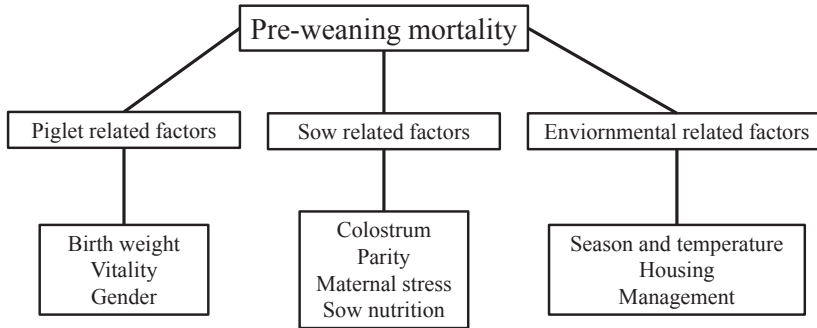 Pre-weaning mortality
Piglet related factors
Sow related factors
Enviornmental related factors
Birth weight
Vitality
Gender
Colostrum
Parity
Maternal stress
Sow nutrition
Season and temperature
Housing
Management